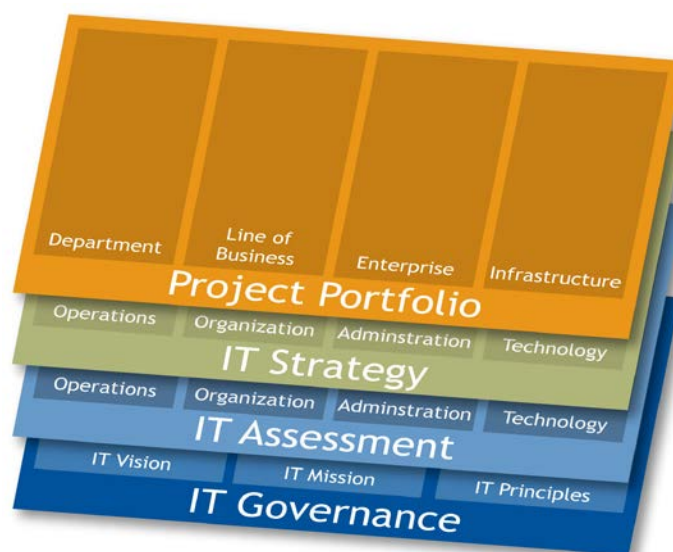 Department
Line of
Business
Enterprise
Infrastructure
Project Portfolio
Operations
Organization
Adminstration
Technology
IT Strategy
Operations
Organization
Adminstration
Technology
IT Assessment
IT Vision
IT Mission
IT Principles
IT Governance